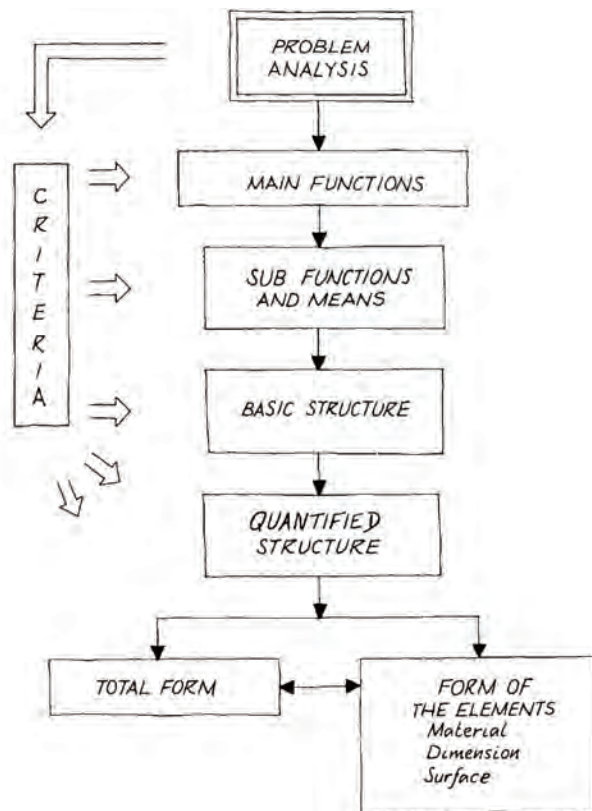 PROBLEM
ANALYSIS
CRITERIA
MAIN FUNCTIONS
SUB FUNCTIONS
AND MEANS
BASIC STRUCTURE
QUANTIFIED
STRUCTURE
TOTAL FORM
FORM OF
THE ELEMENTS
Material
Dimension
Surface